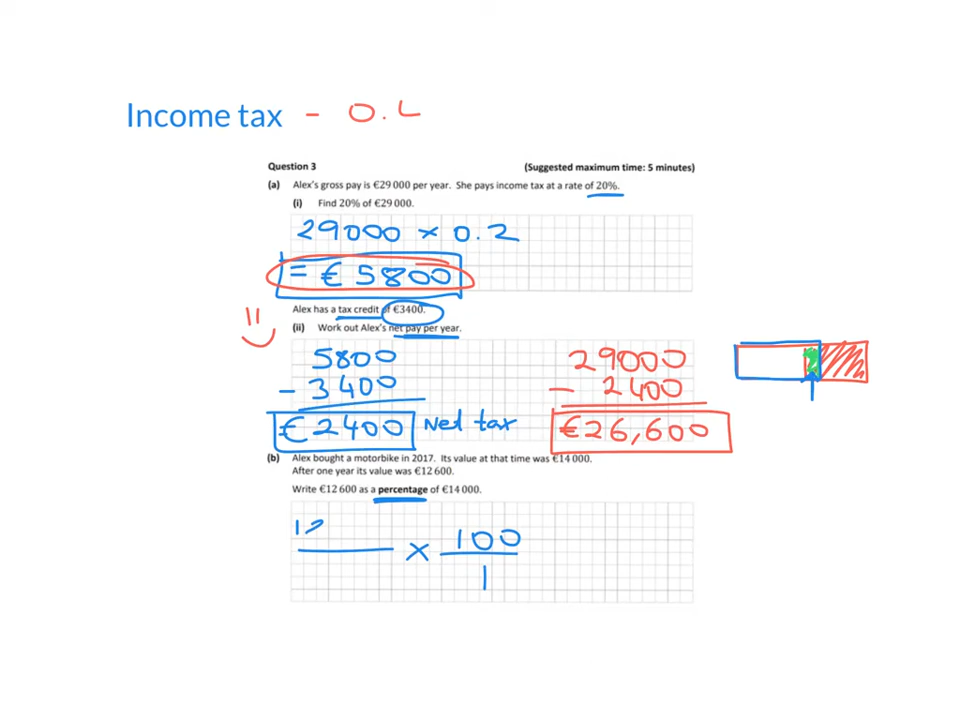 Income tax - O.L
Question 3 (Suggested maximum time: 5 minutes)
(a) Alex's gross pay is €29 000 per year. She pays income tax at a rate of 20%.
(i) Find 20% of €29 000.
29000 × 0.2
= € 5800
Alex has a tax credit of €3400.
(ii) Work out Alex's net pay per year.
5800 29000
- 3400 - 2400
€2400 Net tax €26,600
(b) Alex bought a motorbike in 2017. Its value at that time was €14 000.
After one year its value was €12 600.
Write €12 600 as a percentage of €14 000.
12 × 100
1